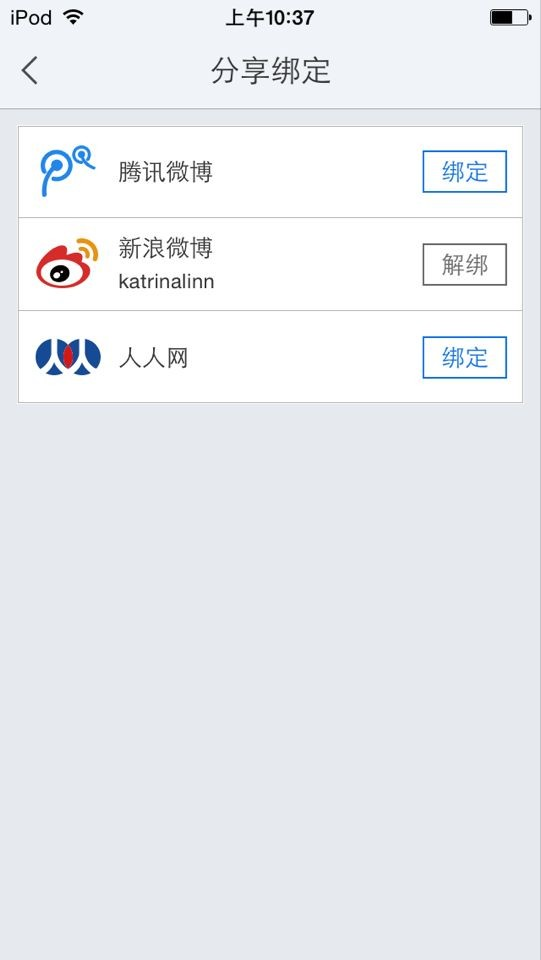 iPod 上午10:37
分享绑定
腾讯微博 绑定
新浪微博
katrinalinn 解绑
人人网 绑定